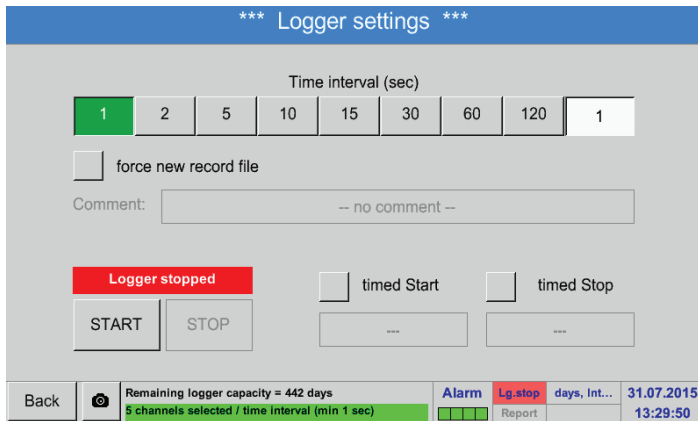 *** Logger settings ***
Time interval (sec)
1 2 5 10 15 30 60 120 1
force new record file
Comment: -- no comment --
Logger stopped
timed Start timed Stop
START STOP --- ---
Back
Remaining logger capacity = 442 days
5 channels selected / time interval (min 1 sec)
Alarm Lg.stop days, Int... 31.07.2015
Report 13:29:50